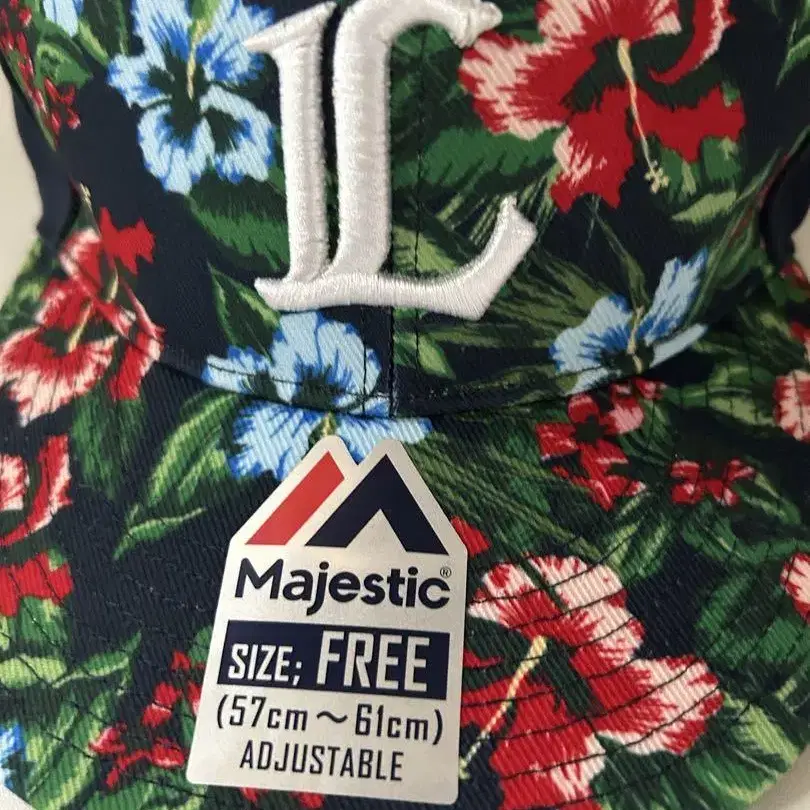 L
Majestic®
SIZE; FREE
(57cm～61cm)
ADJUSTABLE